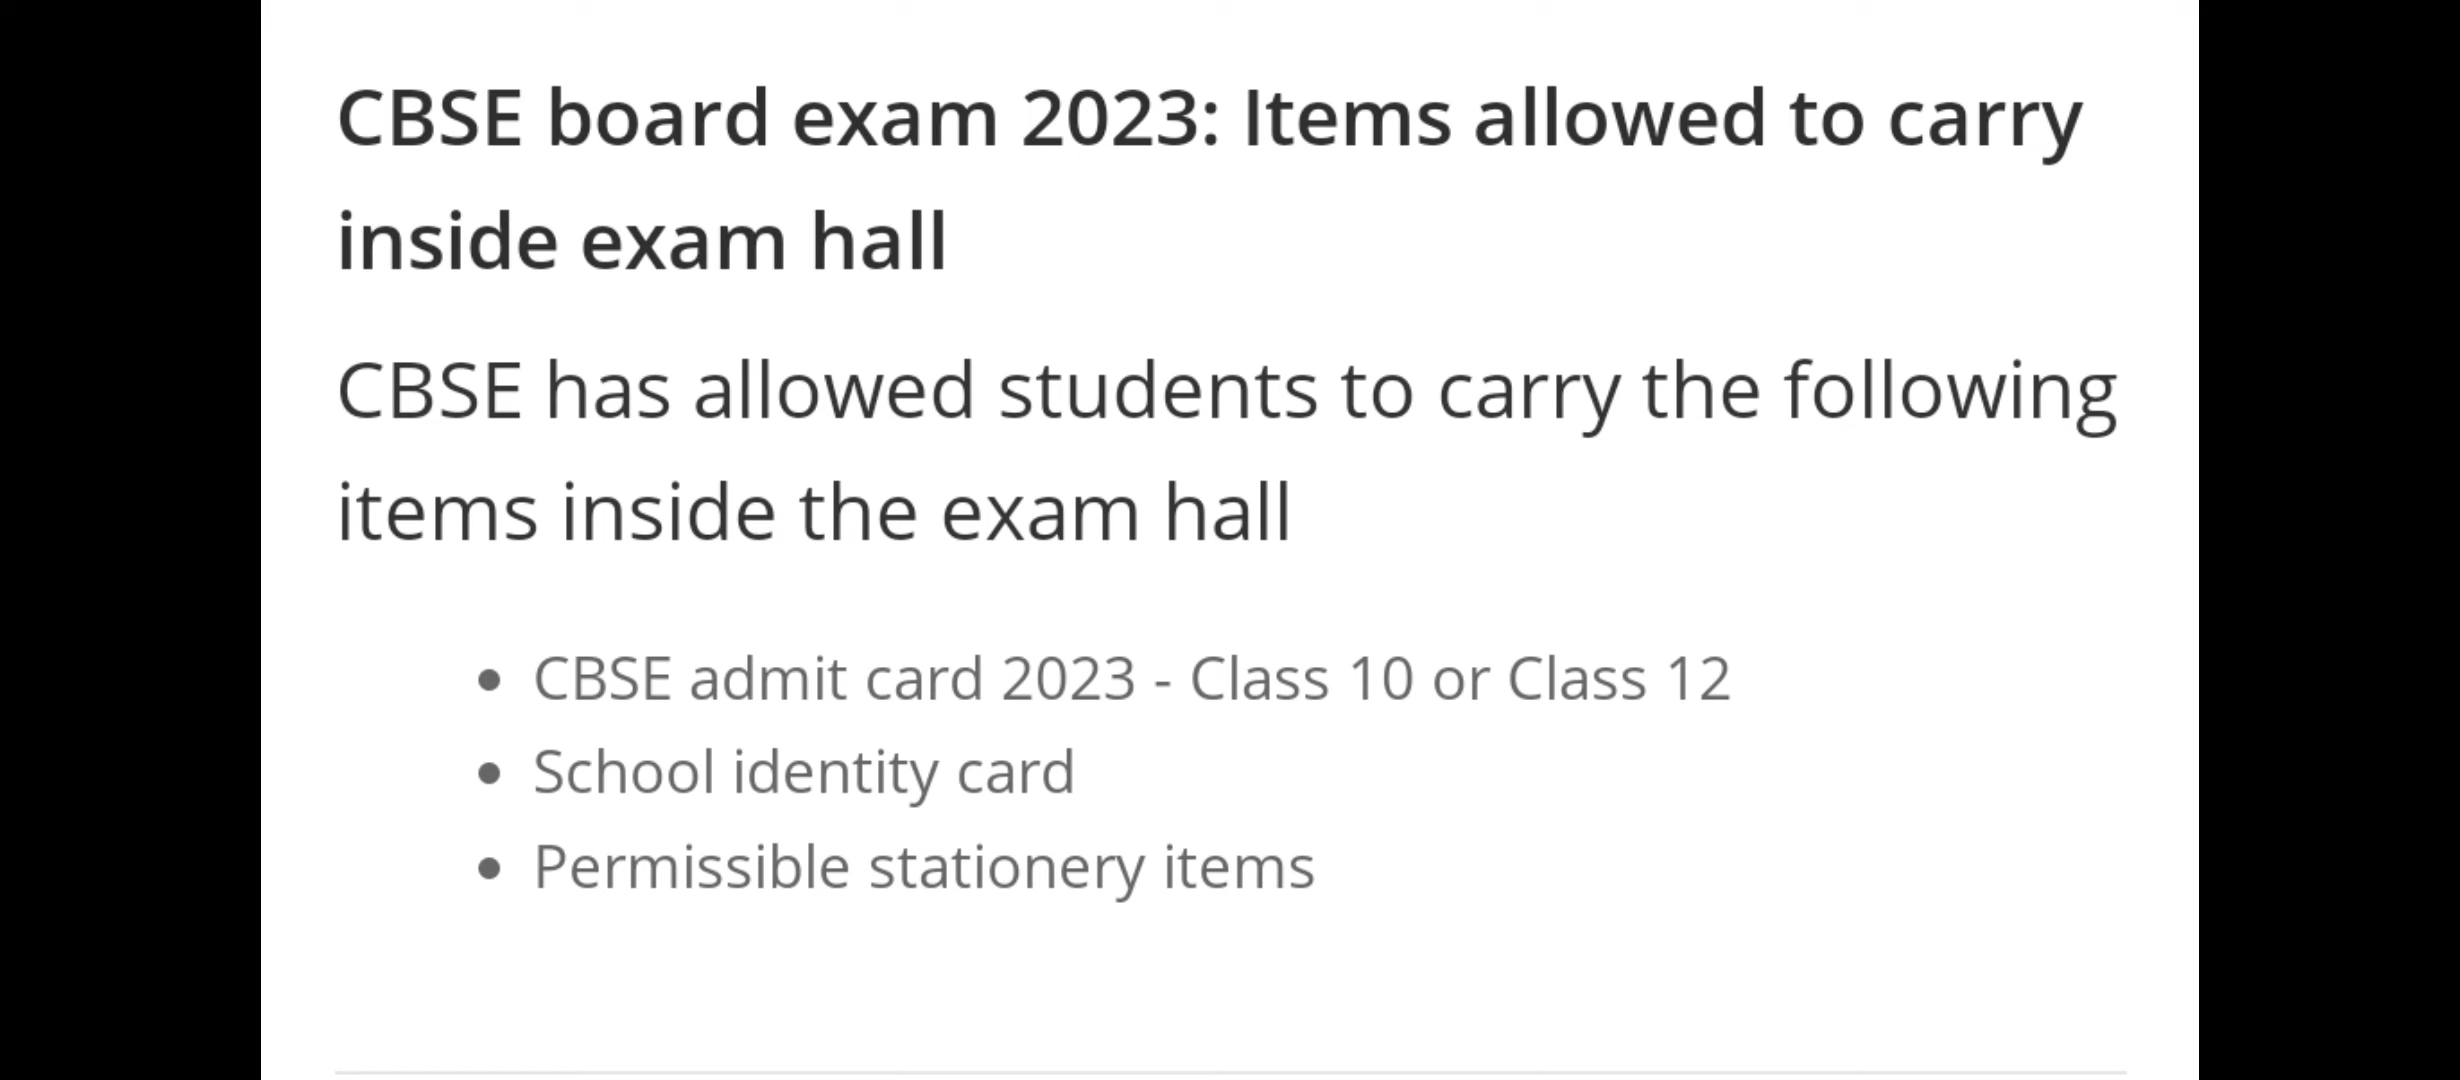 CBSE board exam 2023: Items allowed to carry
inside exam hall
CBSE has allowed students to carry the following
items inside the exam hall
• CBSE admit card 2023 - Class 10 or Class 12
• School identity card
• Permissible stationery items